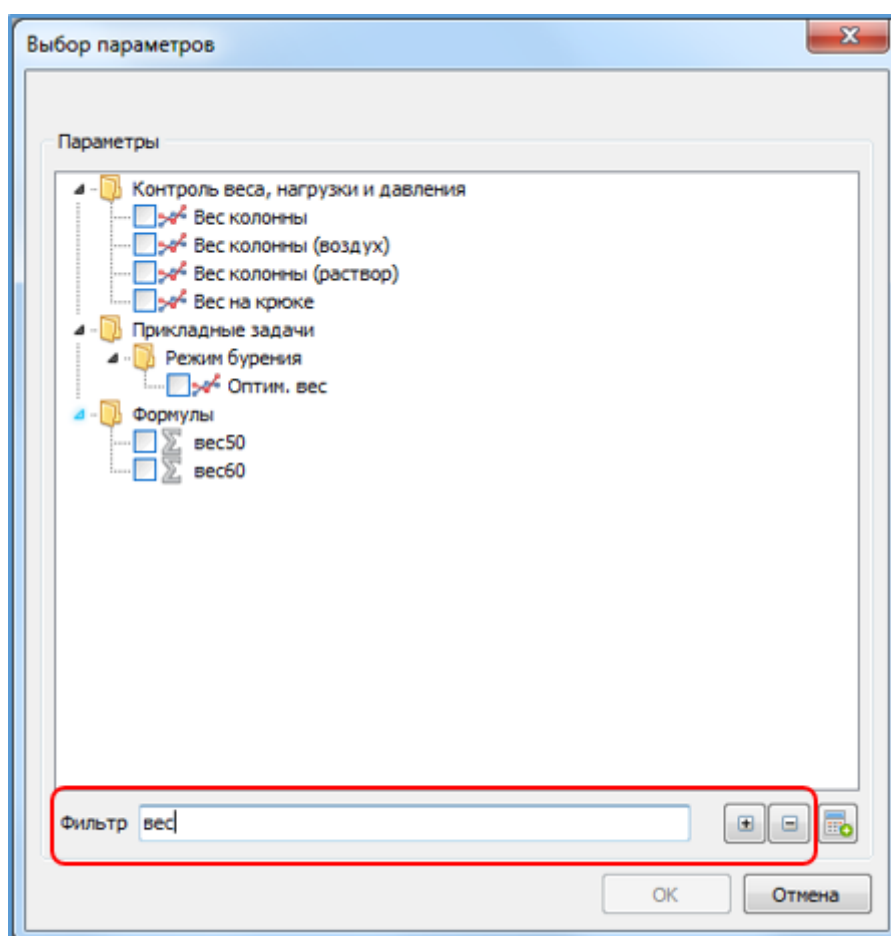 Выбор параметров
Параметры
Контроль веса, нагрузки и давления
Вес колонны
Вес колонны (воздух)
Вес колонны (раствор)
Вес на крюке
Прикладные задачи
Режим бурения
Оптим. вес
Формулы
вес50
вес60
Фильтр вес
OK Отмена